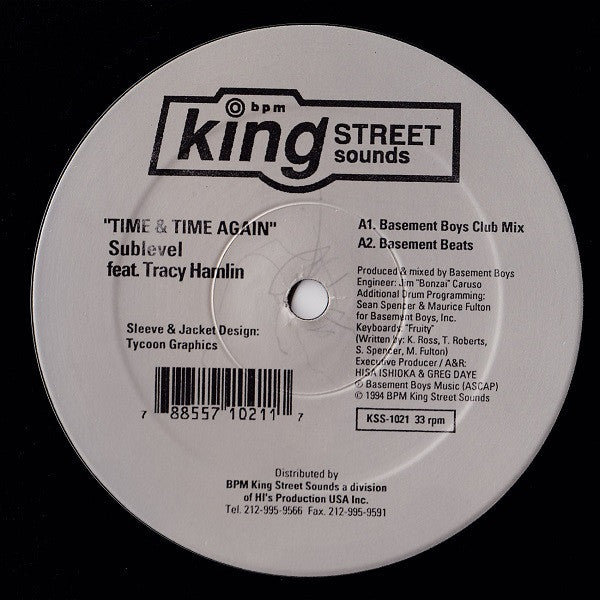 bpm
king STREET
sounds
"TIME & TIME AGAIN"
Sublevel
feat. Tracy Hamlin
Sleeve & Jacket Design:
Tycoon Graphics
7 88557 10211 7
A1. Basement Boys Club Mix
A2. Basement Beats
Produced & mixed by Basement Boys
Engineer: Jim "Bonzai" Caruso
Additional Drum Programming:
Sean Spencer & Maurice Fulton
for Basement Boys, Inc.
Keyboards: "Fruity"
(Written by: K. Ross, T. Roberts,
S. Spencer, M. Fulton)
Executive Producer / A&R:
HISA ISHIOKA & GREG DAYE
℗ Basement Boys Music (ASCAP)
© 1994 BPM King Street Sounds
KSS-1021 33 rpm
Distributed by
BPM King Street Sounds a division
of HI's Production USA Inc.
Tel. 212-995-9566 Fax. 212-995-9591